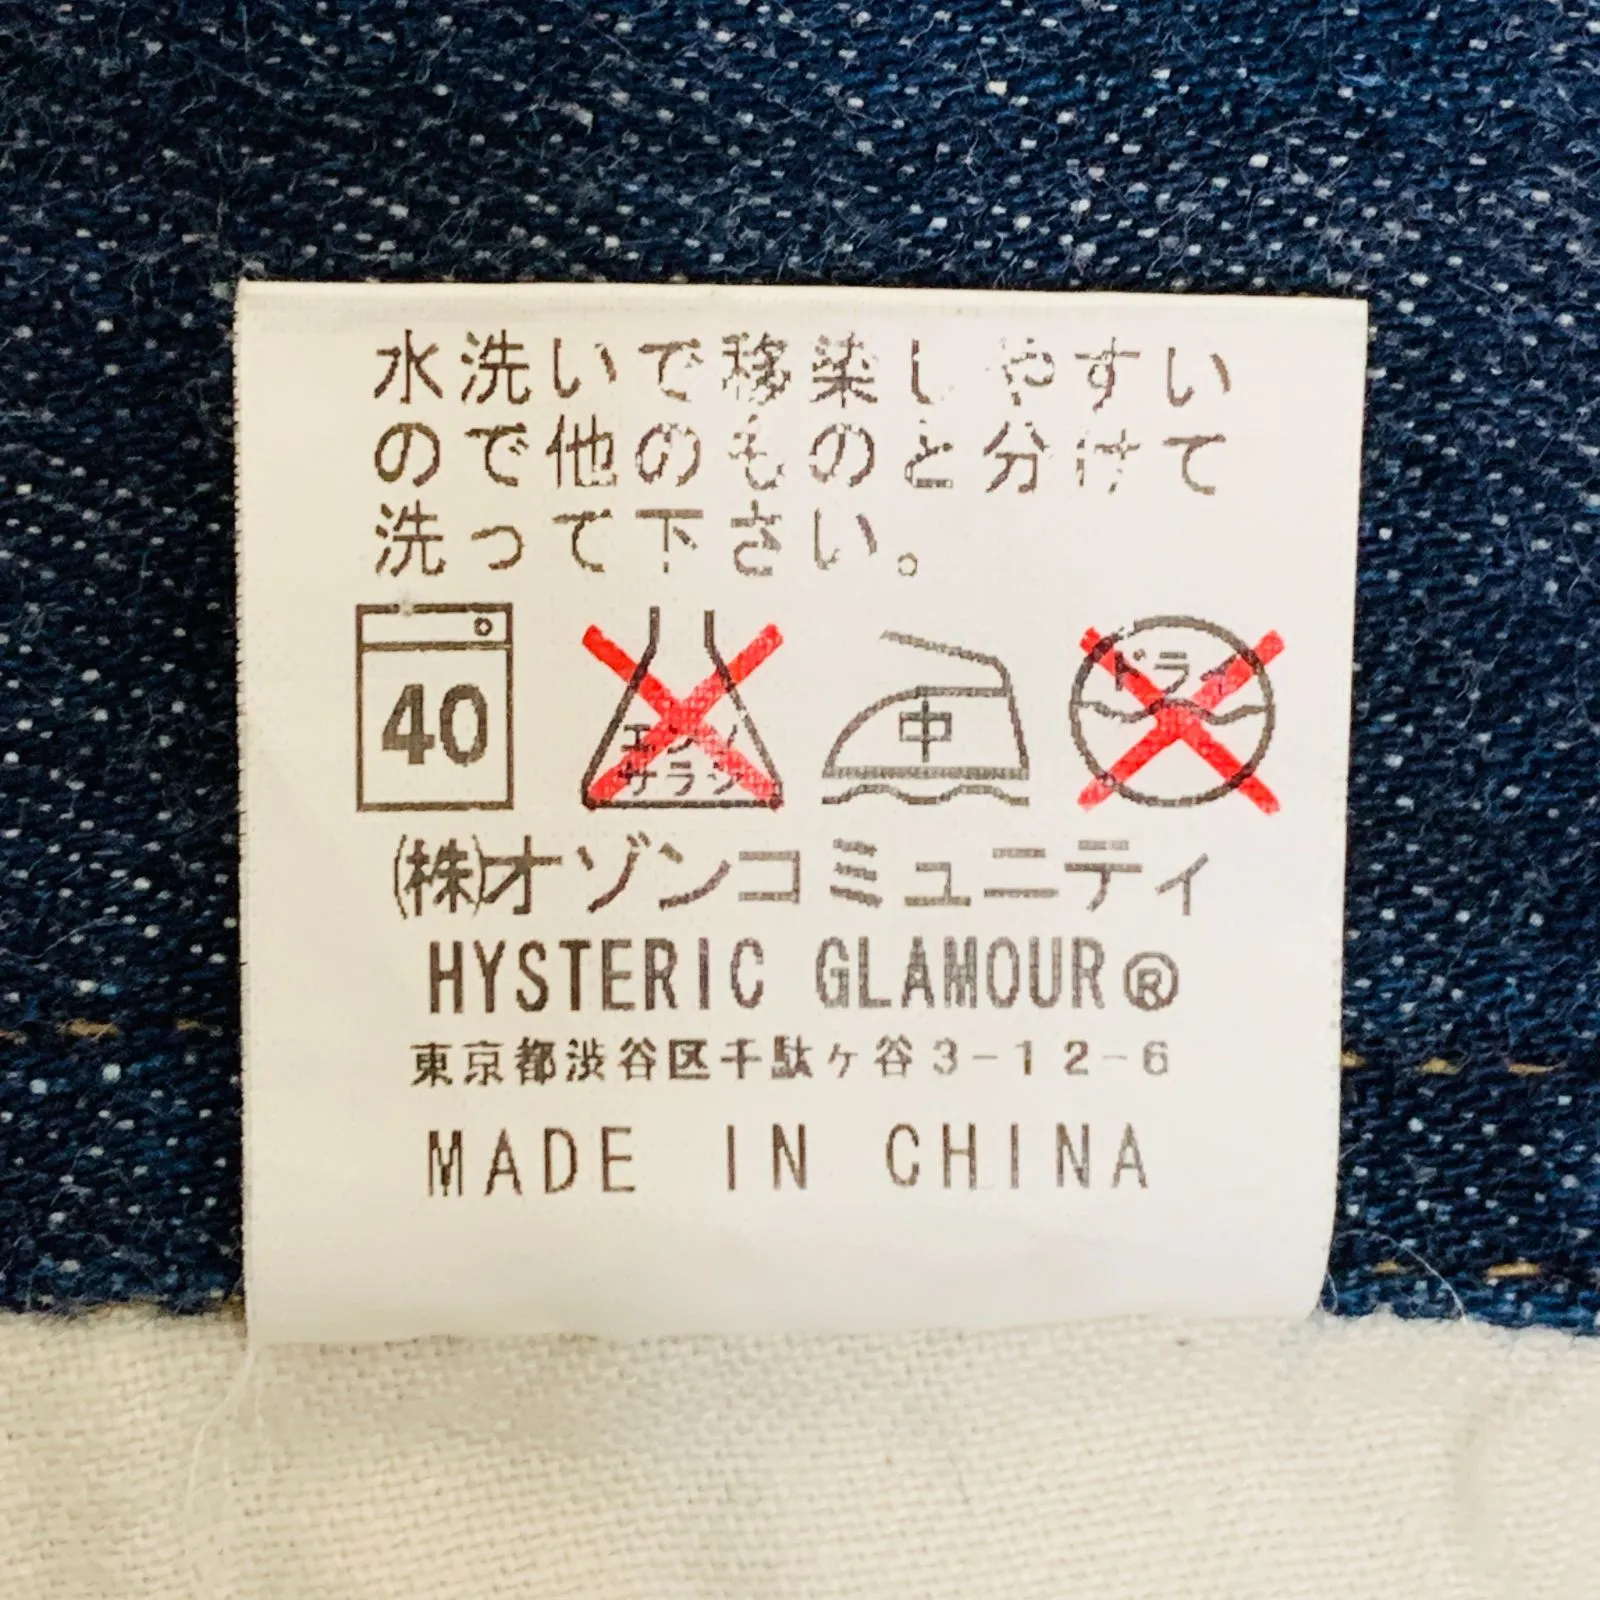 水洗いで移染しやすい
ので他のものと分けて
洗って下さい。
40
エンソ
サラシ
中
ドライ
(株)オゾンコミュニティ
HYSTERIC GLAMOUR®
東京都渋谷区千駄ヶ谷3-12-6
MADE IN CHINA